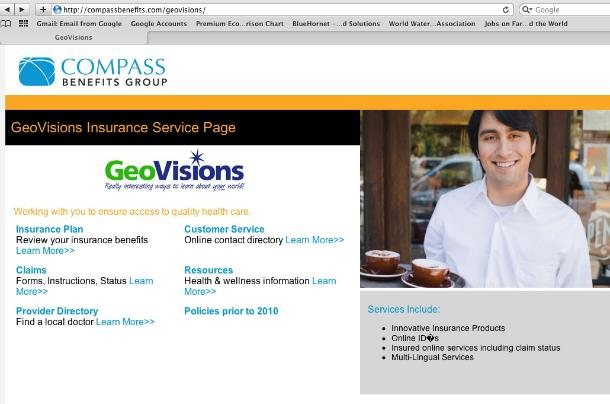 http://compassbenefits.com/geovisions/
Google
Gmail: Email from Google Google Accounts Premium Eco...rison Chart BlueHornet -...d Solutions World Water...Association Jobs on Far...d the World
GeoVisions
COMPASS
BENEFITS GROUP
GeoVisions Insurance Service Page
GeoVisions
Really interesting ways to learn about your world!
Working with you to ensure access to quality health care.
Insurance Plan
Review your insurance benefits
Learn More>>
Customer Service
Online contact directory Learn More>>
Claims
Forms, Instructions, Status Learn
More>>
Resources
Health & wellness information Learn
More>>
Provider Directory
Find a local doctor Learn More>>
Policies prior to 2010
PEN
Services Include:
Innovative Insurance Products
Online ID�s
Insured online services including claim status
Multi-Lingual Services